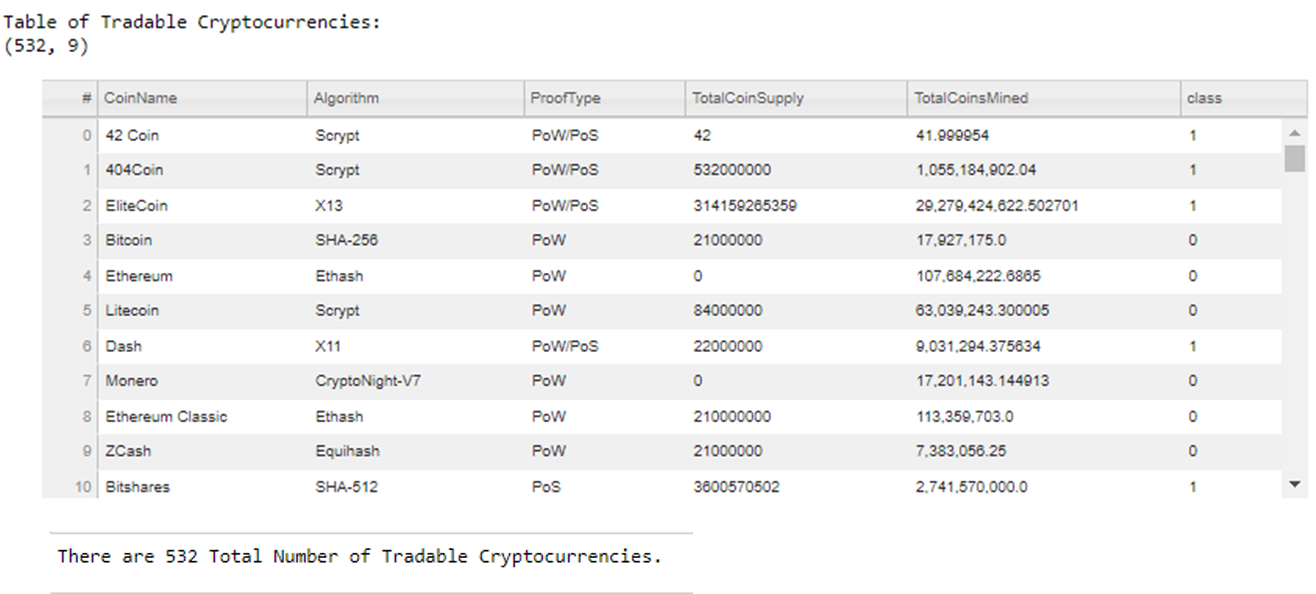 Table of Tradable Cryptocurrencies:
(532, 9)
# CoinName Algorithm ProofType TotalCoinSupply TotalCoinsMined class
0 42 Coin Scrypt PoW/PoS 42 41.999954 1
1 404Coin Scrypt PoW/PoS 532000000 1,055,184,902.04 1
2 EliteCoin X13 PoW/PoS 314159265359 29,279,424,622.502701 1
3 Bitcoin SHA-256 PoW 21000000 17,927,175.0 0
4 Ethereum Ethash PoW 0 107,684,222.6865 0
5 Litecoin Scrypt PoW 84000000 63,039,243.300005 0
6 Dash X11 PoW/PoS 22000000 9,031,294.375634 1
7 Monero CryptoNight-V7 PoW 0 17,201,143.144913 0
8 Ethereum Classic Ethash PoW 210000000 113,359,703.0 0
9 ZCash Equihash PoW 21000000 7,383,056.25 0
10 Bitshares SHA-512 PoS 3600570502 2,741,570,000.0 1
There are 532 Total Number of Tradable Cryptocurrencies.